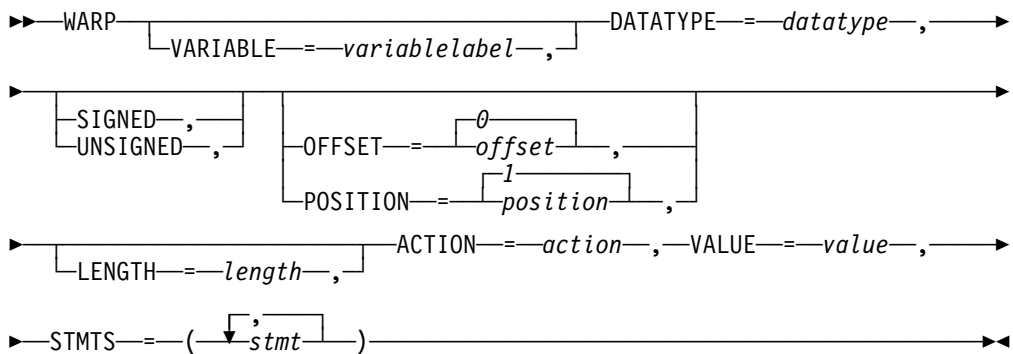 WARP DATATYPE = datatype ,
VARIABLE = variablelabel ,
SIGNED , 0
UNSIGNED , OFFSET = offset ,
1
POSITION = position ,
ACTION = action , VALUE = value ,
LENGTH = length ,
,
STMTS = ( stmt )